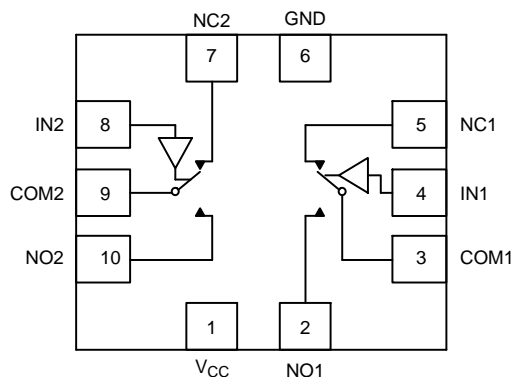 NC2 GND
7 6
IN2 8 5 NC1
COM2 9 4 IN1
NO2 10 3 COM1
1 2
VCC NO1